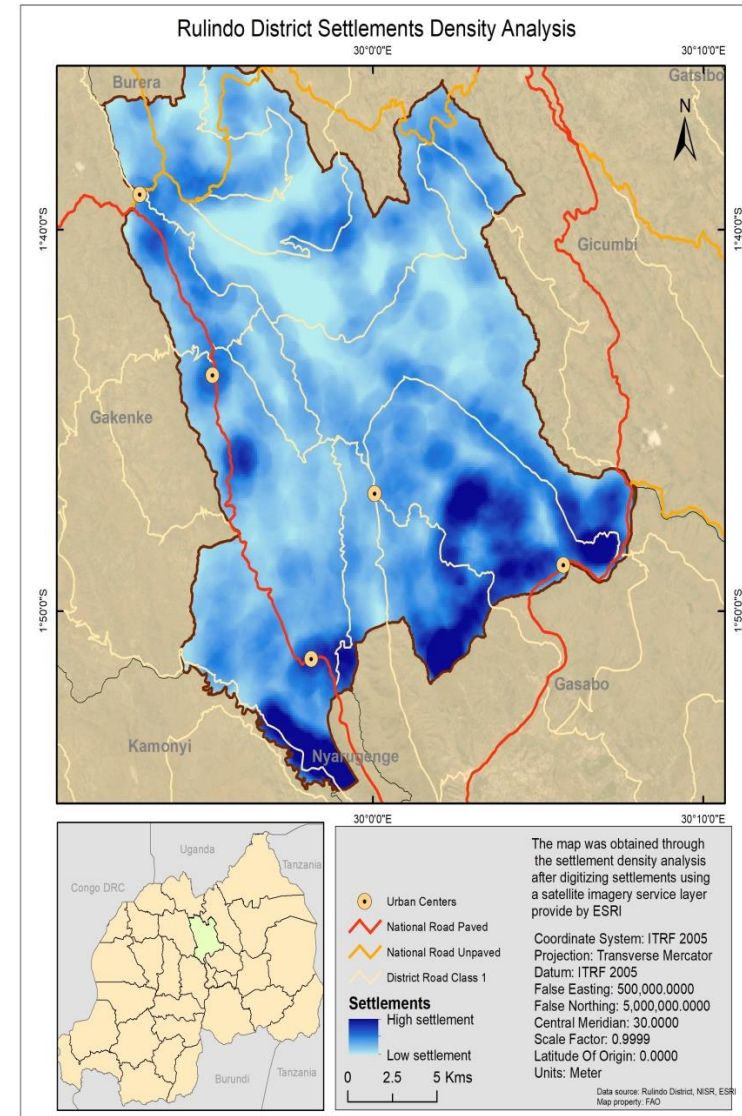 Rulindo District Settlements Density Analysis
30°0'0"E
30°10'0"E
Burera
Gatsibo
N
1°40'0"S
1°40'0"S
Gicumbi
Gakenke
1°50'0"S
1°50'0"S
Gasabo
Kamonyi
Nyarugenge
30°0'0"E
30°10'0"E
Uganda
Tanzania
Congo DRC
Burundi
Tanzania
Urban Centers
National Road Paved
National Road Unpaved
District Road Class 1
Settlements
High settlement
Low settlement
0 2.5 5 Kms
The map was obtained through
the settlement density analysis
after digitizing settlements using
a satellite imagery service layer
provide by ESRI
Coordinate System: ITRF 2005
Projection: Transverse Mercator
Datum: ITRF 2005
False Easting: 500,000.0000
False Northing: 5,000,000.0000
Central Meridian: 30.0000
Scale Factor: 0.9999
Latitude Of Origin: 0.0000
Units: Meter
Data source: Rulindo District, NISR, ESRI
Map property: FAO